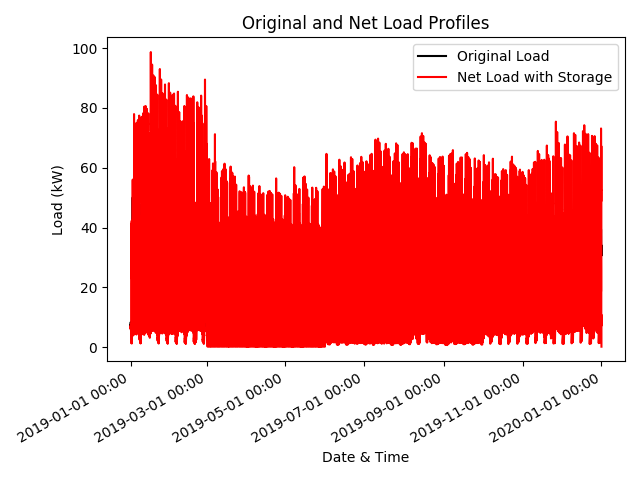 Original and Net Load Profiles
Original Load
Net Load with Storage
Load (kW)
100
80
60
40
20
0
2019-01-01 00:00
2019-03-01 00:00
2019-05-01 00:00
2019-07-01 00:00
2019-09-01 00:00
2019-11-01 00:00
2020-01-01 00:00
Date & Time